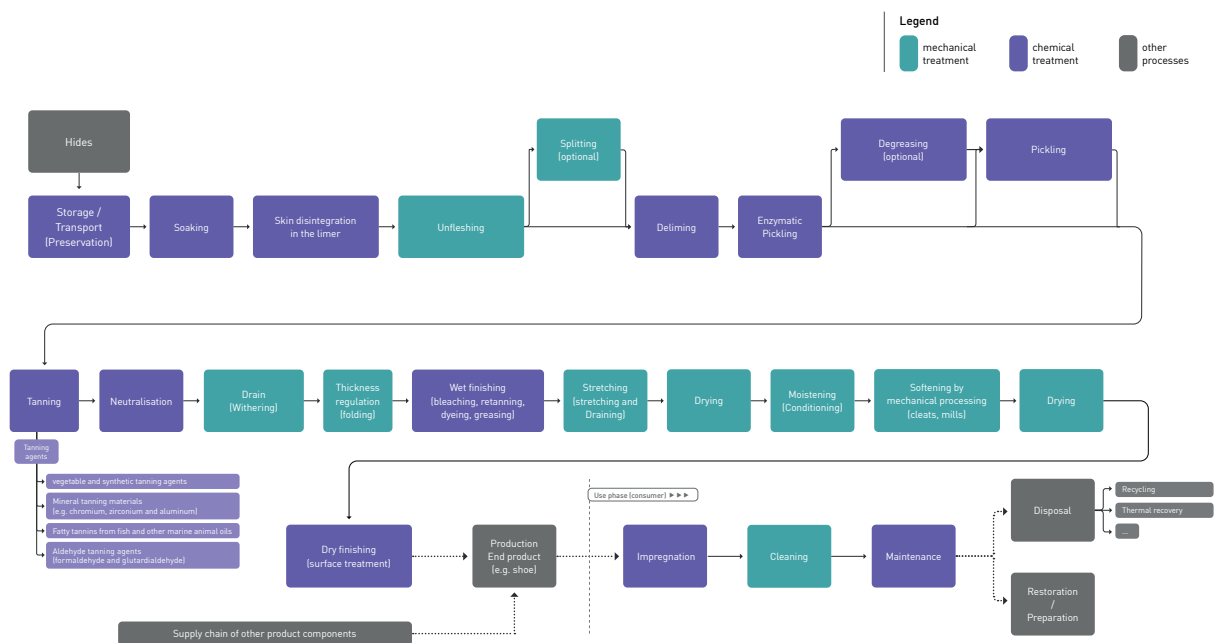 Legend
mechanical
treatment
chemical
treatment
other
processes
Hides
Splitting
(optional)
Degreasing
(optional)
Pickling
Storage /
Transport
(Preservation)
Soaking
Skin disintegration
in the limer
Unfleshing
Deliming
Enzymatic
Pickling
Tanning
Neutralisation
Drain
(Withering)
Thickness
regulation
(folding)
Wet finishing
(bleaching, retanning,
dyeing, greasing)
Stretching
(stretching and
Draining)
Drying
Moistening
(Conditioning)
Softening by
mechanical processing
(cleats, mills)
Drying
Tanning
agents
vegetable and synthetic tanning agents
Mineral tanning materials
(e.g. chromium, zirconium and aluminum)
Fatty tannins from fish and other marine animal oils
Aldehyde tanning agents
(formaldehyde and glutardialdehyde)
Use phase (consumer) ►►►
Dry finishing
(surface treatment)
Production
End product
(e.g. shoe)
Impregnation
Cleaning
Maintenance
Disposal
Recycling
Thermal recovery
...
Restoration
/
Preparation
Supply chain of other product components